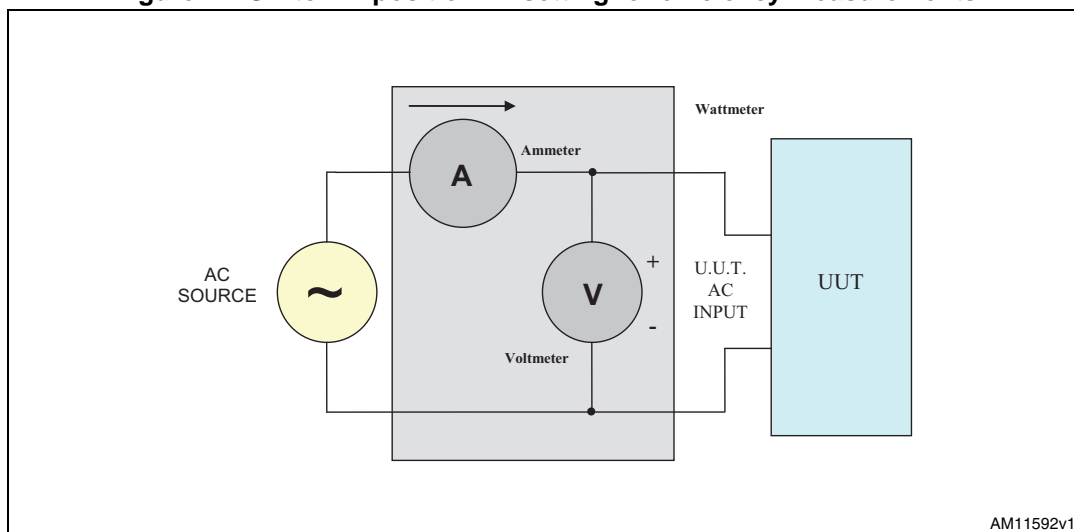 Wattmeter
Ammeter
A
AC
SOURCE
~
V
+
-
U.U.T.
AC
INPUT
UUT
Voltmeter
AM11592v1